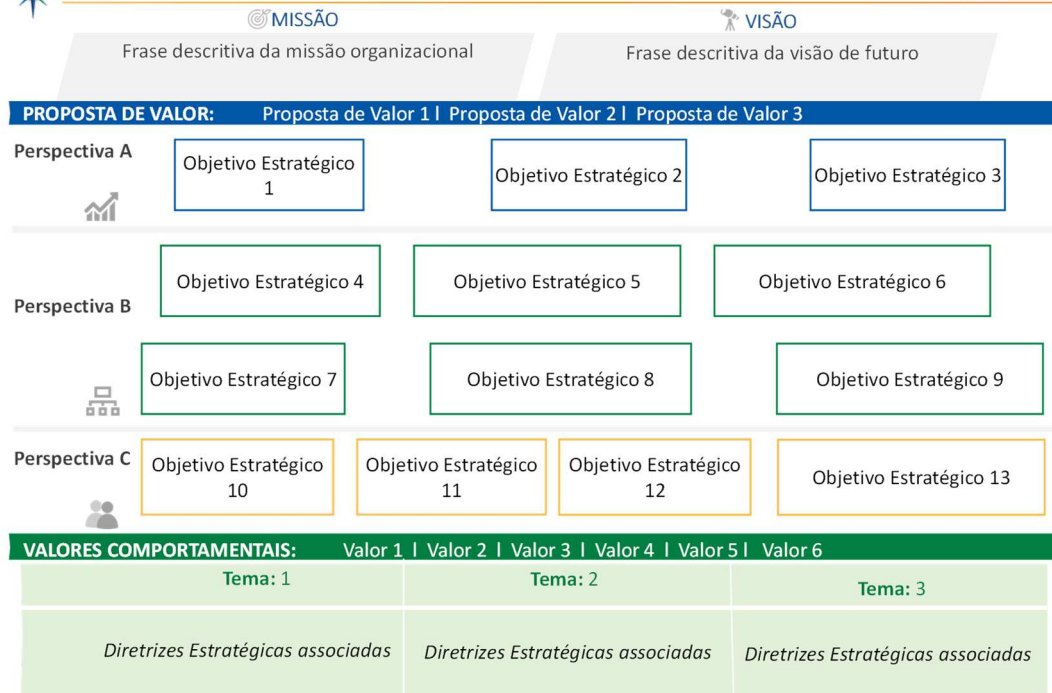 MISSÃO
VISÃO
Frase descritiva da missão organizacional
Frase descritiva da visão de futuro
PROPOSTA DE VALOR: Proposta de Valor 1 l Proposta de Valor 2 l Proposta de Valor 3
Perspectiva A
Objetivo Estratégico
1
Objetivo Estratégico 2
Objetivo Estratégico 3
Perspectiva B
Objetivo Estratégico 4
Objetivo Estratégico 5
Objetivo Estratégico 6
Objetivo Estratégico 7
Objetivo Estratégico 8
Objetivo Estratégico 9
Perspectiva C
Objetivo Estratégico
10
Objetivo Estratégico
11
Objetivo Estratégico
12
Objetivo Estratégico 13
VALORES COMPORTAMENTAIS: Valor 1 l Valor 2 l Valor 3 l Valor 4 l Valor 5 l Valor 6
Tema: 1
Tema: 2
Tema: 3
Diretrizes Estratégicas associadas
Diretrizes Estratégicas associadas
Diretrizes Estratégicas associadas